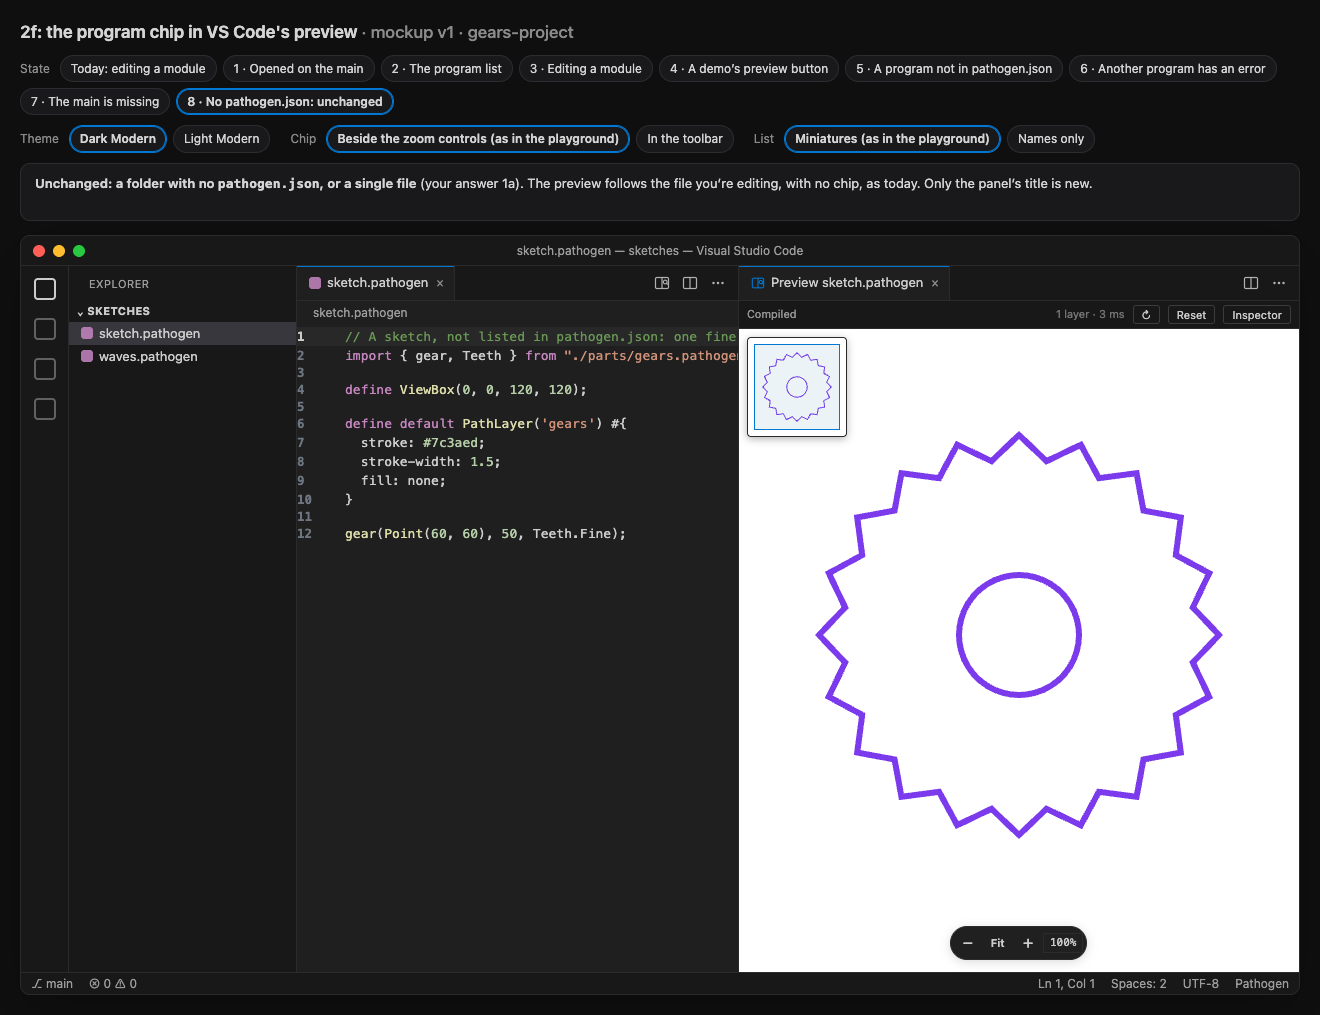 2f: the program chip in VS Code's preview · mockup v1 · gears-project
State Today: editing a module 1 · Opened on the main 2 · The program list 3 · Editing a module 4 · A demo's preview button 5 · A program not in pathogen.json 6 · Another program has an error
7 · The main is missing 8 · No pathogen.json: unchanged
Theme Dark Modern Light Modern Chip Beside the zoom controls (as in the playground) In the toolbar List Miniatures (as in the playground) Names only
Unchanged: a folder with no pathogen.json, or a single file (your answer 1a). The preview follows the file you're editing, with no chip, as today. Only the panel's title is new.
sketch.pathogen — sketches — Visual Studio Code
EXPLORER
SKETCHES
sketch.pathogen
waves.pathogen
sketch.pathogen ×
sketch.pathogen
1 // A sketch, not listed in pathogen.json: one fine
2 import { gear, Teeth } from "./parts/gears.pathoge
3
4 define ViewBox(0, 0, 120, 120);
5
6 define default PathLayer('gears') #{
7 stroke: #7c3aed;
8 stroke-width: 1.5;
9 fill: none;
10 }
11
12 gear(Point(60, 60), 50, Teeth.Fine);
Preview sketch.pathogen ×
Compiled 1 layer · 3 ms Reset Inspector
− Fit + 100%
main 0 0 Ln 1, Col 1 Spaces: 2 UTF-8 Pathogen